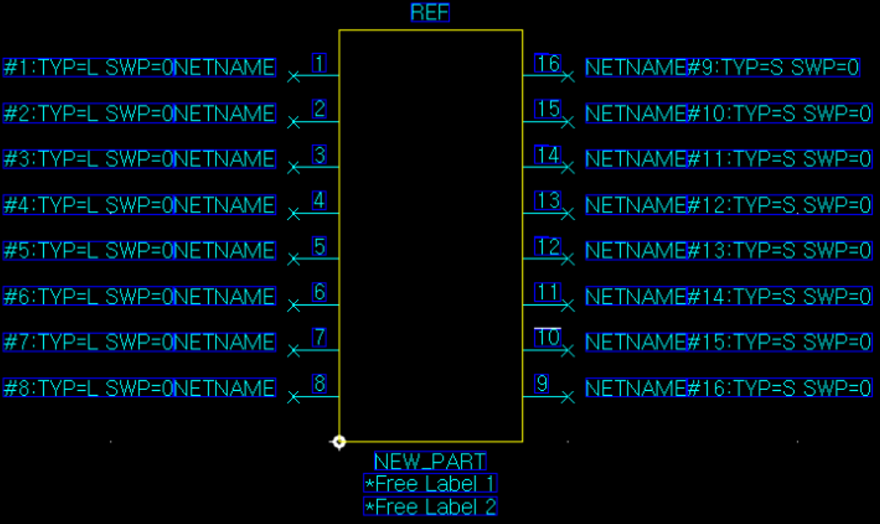 REF
#1:TYP=L SWP=0NETNAME 1 16 NETNAME#9:TYP=S SWP=0
#2:TYP=L SWP=0NETNAME 2 15 NETNAME#10:TYP=S SWP=0
#3:TYP=L SWP=0NETNAME 3 14 NETNAME#11:TYP=S SWP=0
#4:TYP=L SWP=0NETNAME 4 13 NETNAME#12:TYP=S SWP=0
#5:TYP=L SWP=0NETNAME 5 12 NETNAME#13:TYP=S SWP=0
#6:TYP=L SWP=0NETNAME 6 11 NETNAME#14:TYP=S SWP=0
#7:TYP=L SWP=0NETNAME 7 10 NETNAME#15:TYP=S SWP=0
#8:TYP=L SWP=0NETNAME 8 9 NETNAME#16:TYP=S SWP=0
NEW_PART
*Free Label 1
*Free Label 2